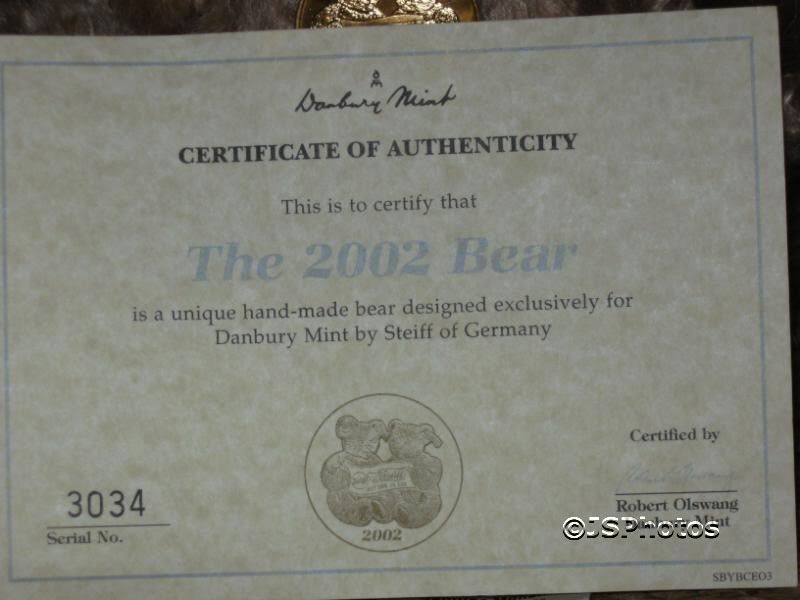 Danbury Mint
CERTIFICATE OF AUTHENTICITY
This is to certify that
The 2002 Bear
is a unique hand-made bear designed exclusively for
Danbury Mint by Steiff of Germany
Certified by
Robert Olswang
Mint
3034
Serial No.
2002
©JSPhotos
SBYBCEO3